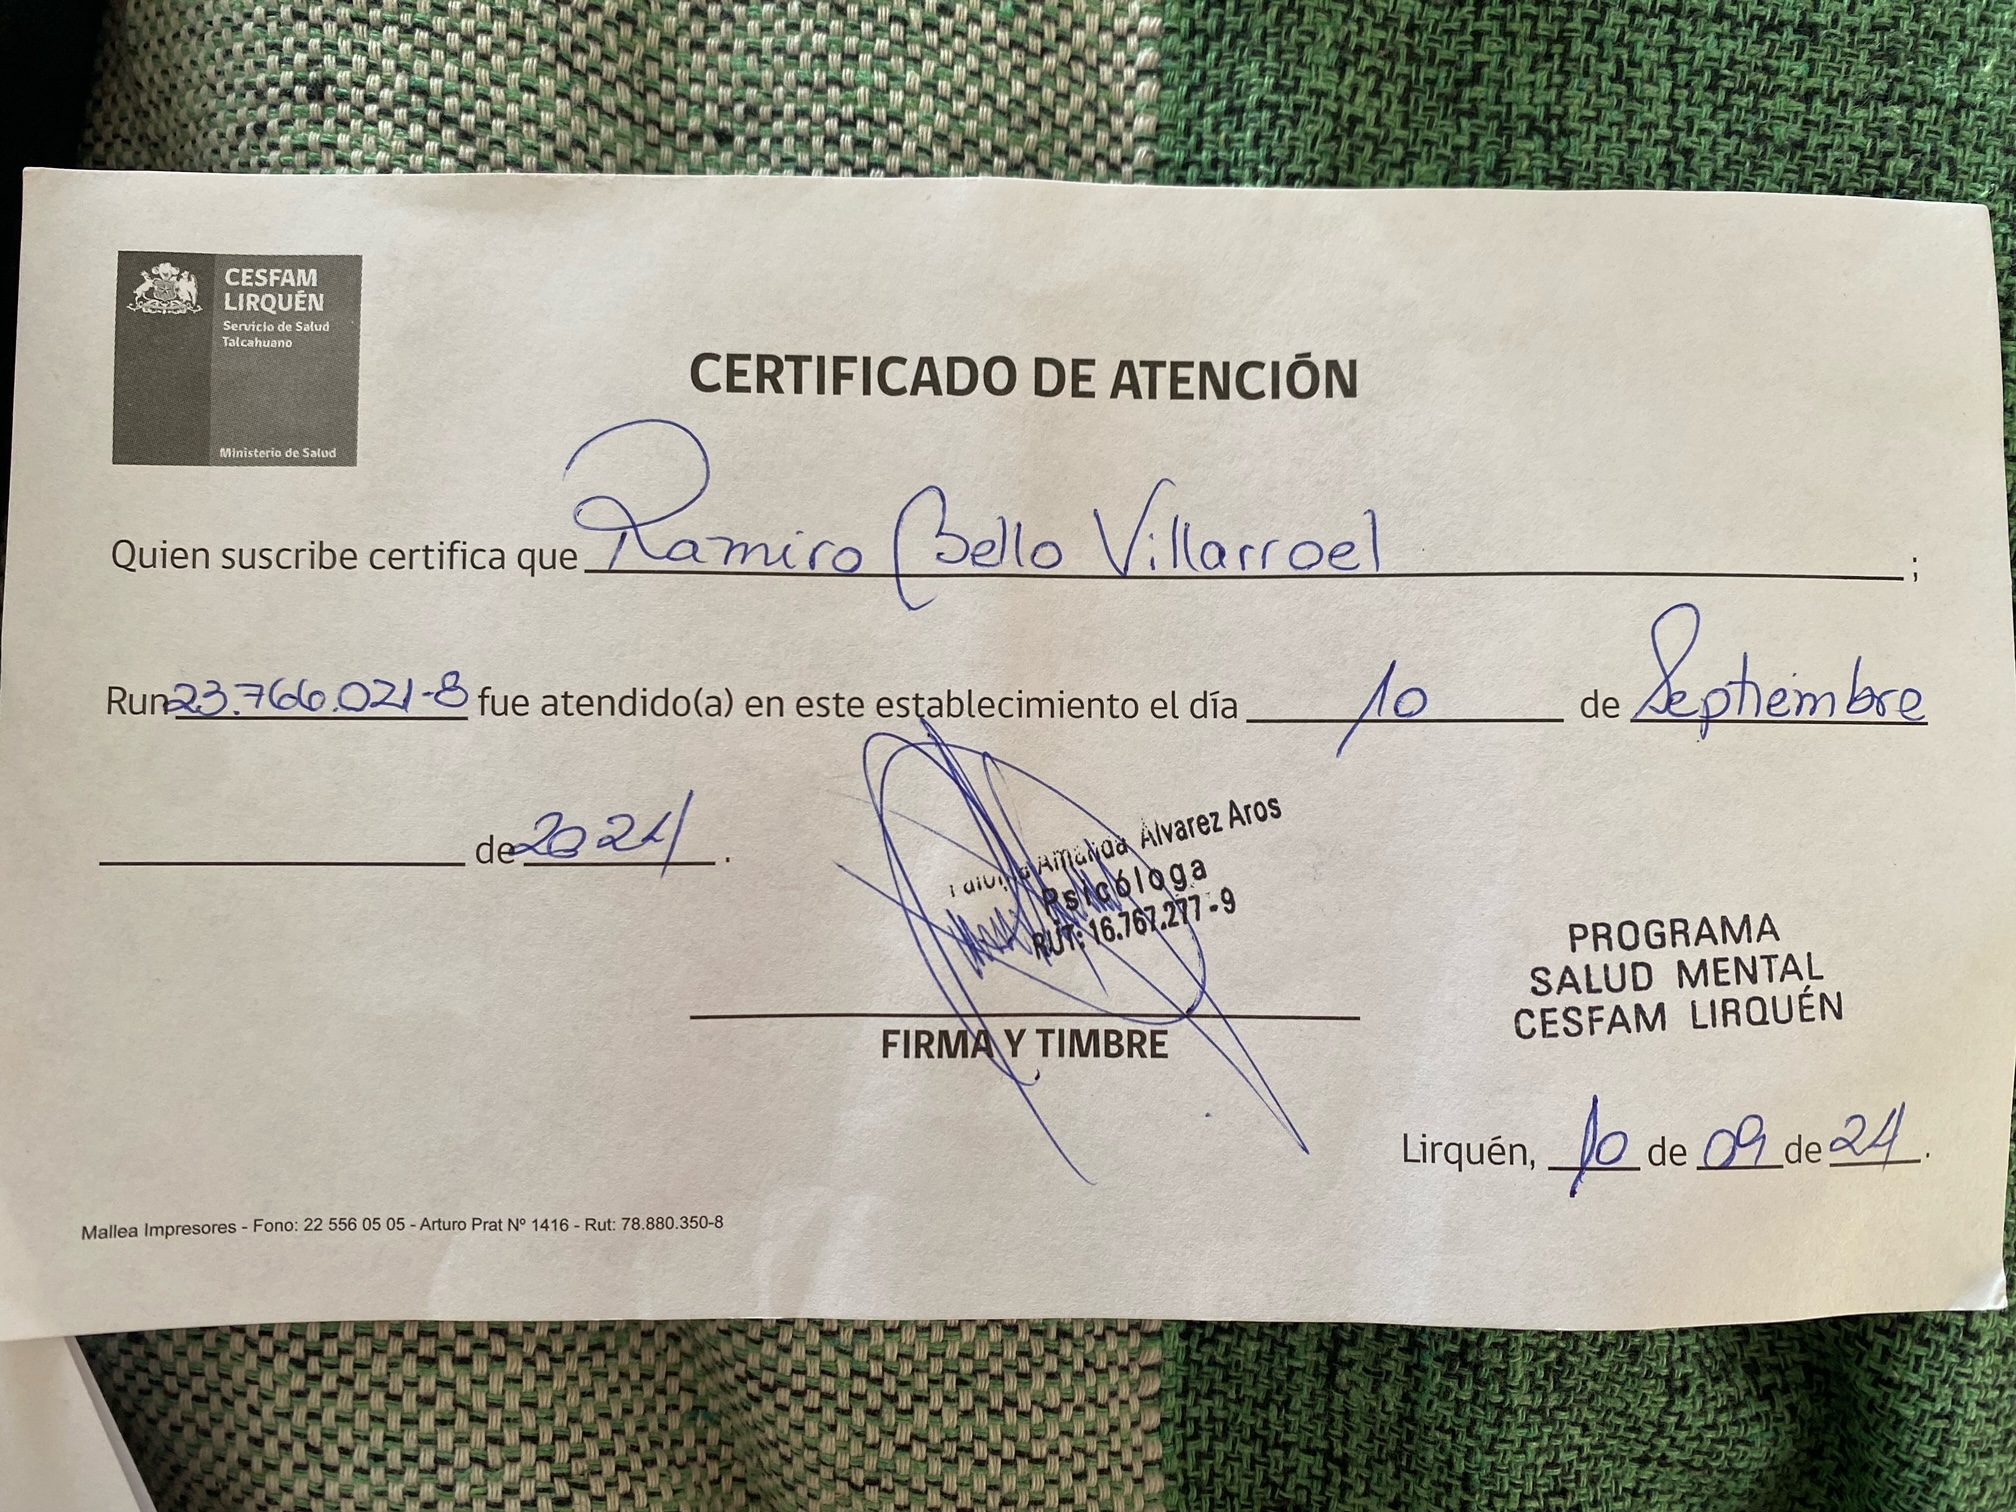 CESFAM
LIRQUÉN
Servicio de Salud
Talcahuano
Ministerio de Salud
CERTIFICADO DE ATENCIÓN
Quien suscribe certifica que Ramiro Bello Villarroel ;
Run 23.766.021-8 fue atendido(a) en este establecimiento el día 10 de Septiembre
de 2024 .
Amanda Alvarez Aros
Psicóloga
RUT: 16.767.277-9
FIRMA Y TIMBRE
PROGRAMA
SALUD MENTAL
CESFAM LIRQUÉN
Lirquén, 10 de 09 de 24 .
Mallea Impresores - Fono: 22 556 05 05 - Arturo Prat Nº 1416 - Rut: 78.880.350-8